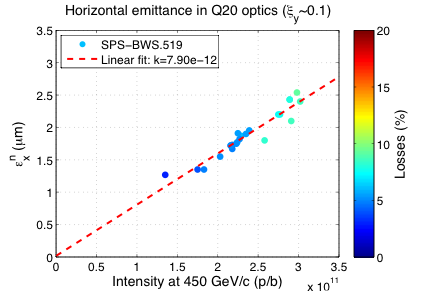 Horizontal emittance in Q20 optics (ξy~0.1)
3.5
3
2.5
2
1.5
1
0.5
0
εxn (μm)
SPS−BWS.519
Linear fit: k=7.90e−12
0 0.5 1 1.5 2 2.5 3 3.5
x 10^11
Intensity at 450 GeV/c (p/b)
20
15
10
5
0
Losses (%)